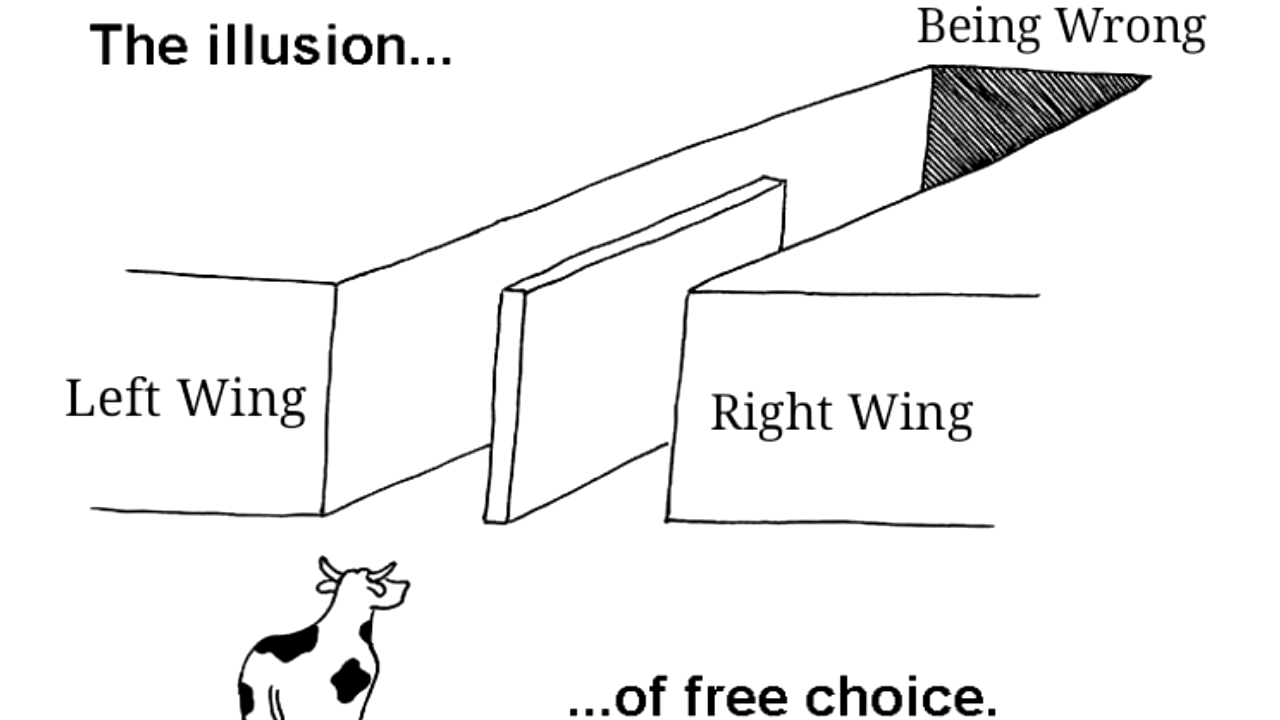 The illusion...
Being Wrong
Left Wing
Right Wing
...of free choice.